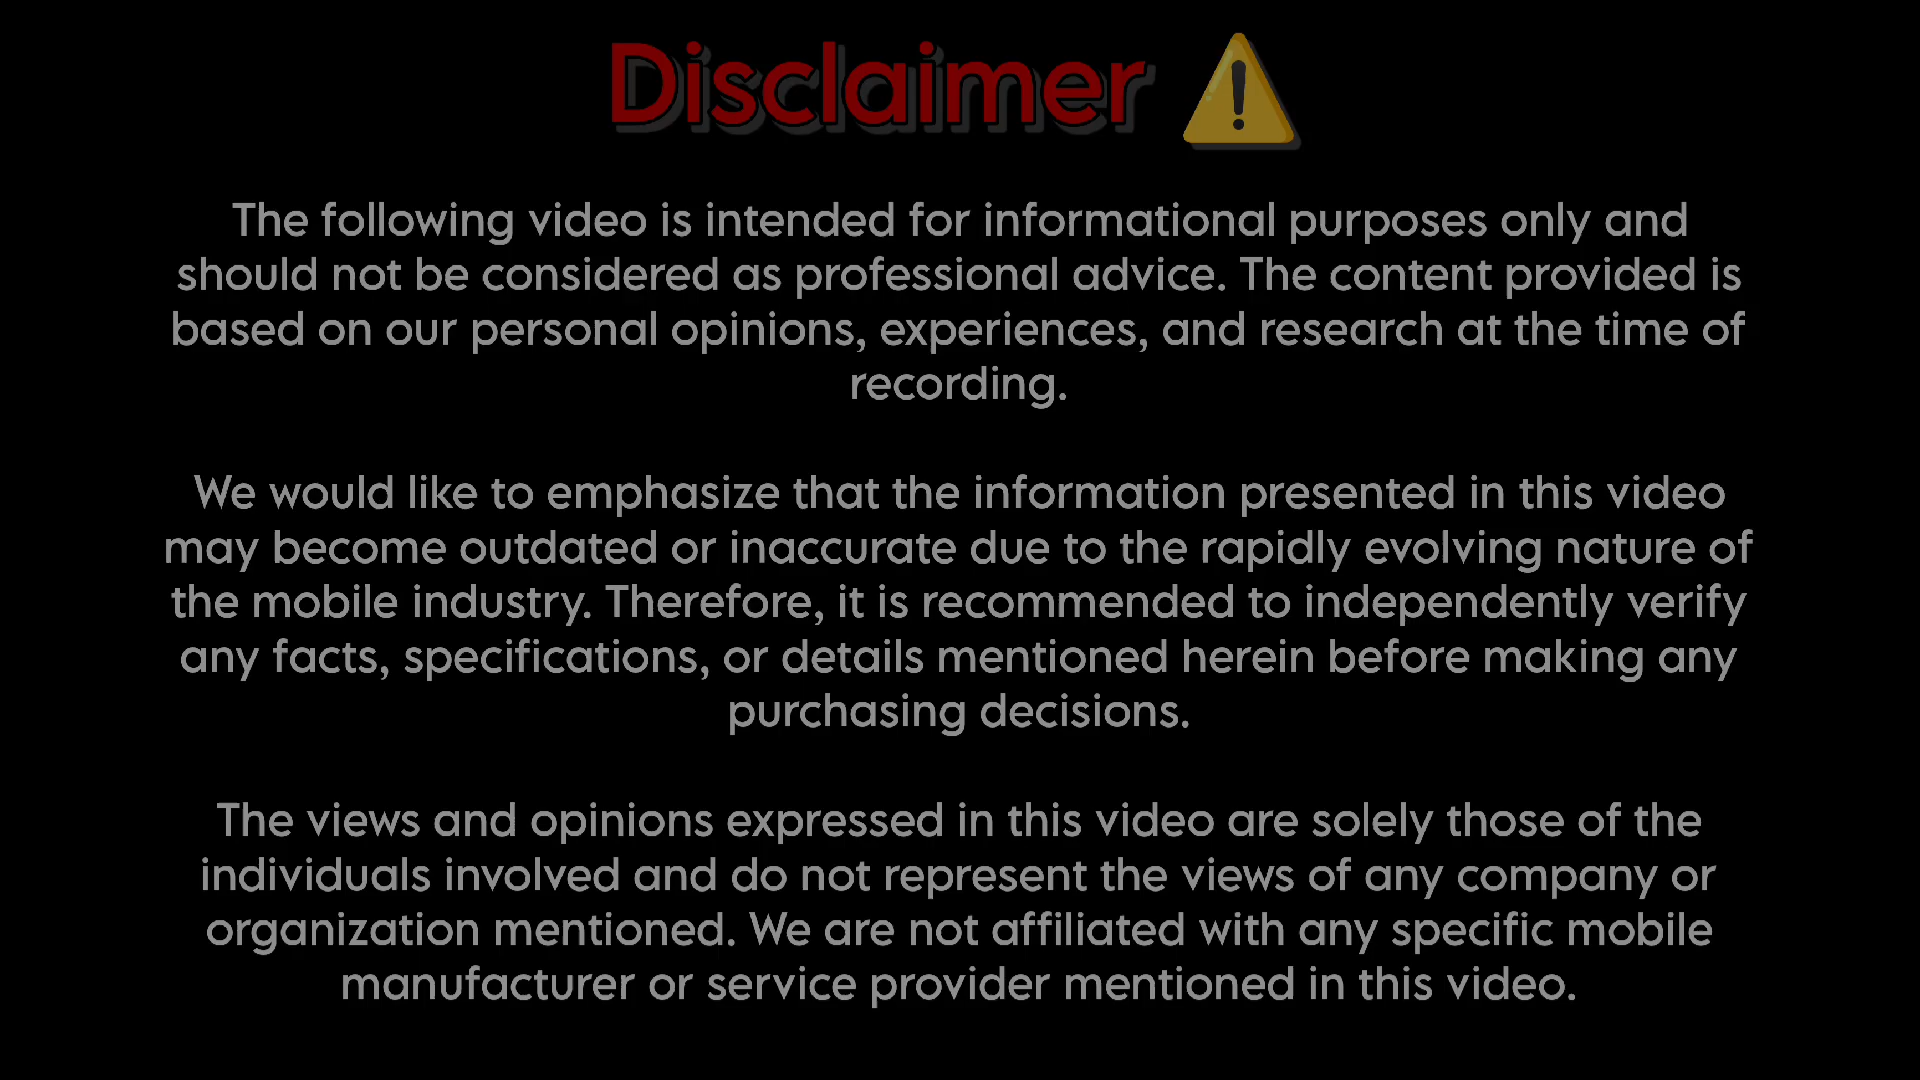 Disclaimer ⚠️
The following video is intended for informational purposes only and
should not be considered as professional advice. The content provided is
based on our personal opinions, experiences, and research at the time of
recording.
We would like to emphasize that the information presented in this video
may become outdated or inaccurate due to the rapidly evolving nature of
the mobile industry. Therefore, it is recommended to independently verify
any facts, specifications, or details mentioned herein before making any
purchasing decisions.
The views and opinions expressed in this video are solely those of the
individuals involved and do not represent the views of any company or
organization mentioned. We are not affiliated with any specific mobile
manufacturer or service provider mentioned in this video.